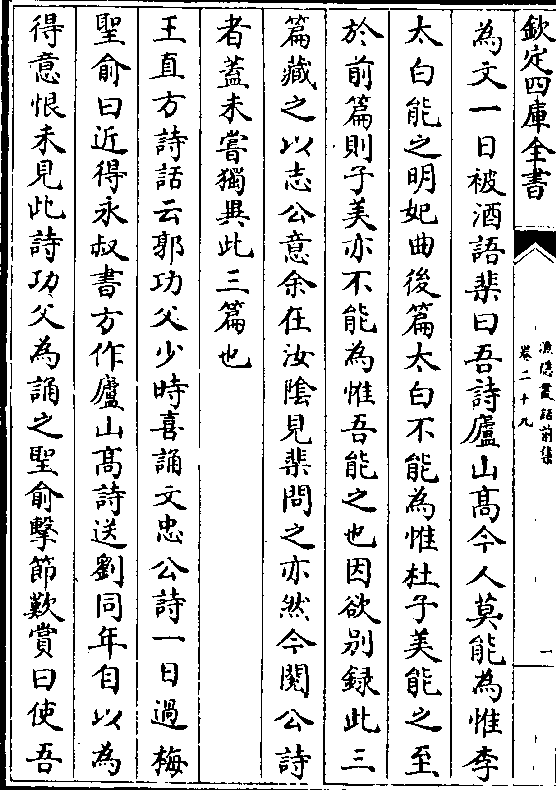 欽定四庫全書
漁隱叢話前集
卷二十九
一
為文一日被酒語棐曰吾詩廬山髙今人莫能為惟李
太白能之明妃曲後篇太白不能為惟杜子美能之至
於前篇則子美亦不能為惟吾能之也因欲别録此三
篇藏之以志公意余在汝隂見棐問之亦然今閱公詩
者葢未嘗獨異此三篇也
王直方詩話云郭功父少時喜誦文忠公詩一日過梅
聖俞曰近得永叔書方作廬山髙詩送劉同年自以為
得意恨未見此詩功父為誦之聖俞擊節歎賞曰使吾